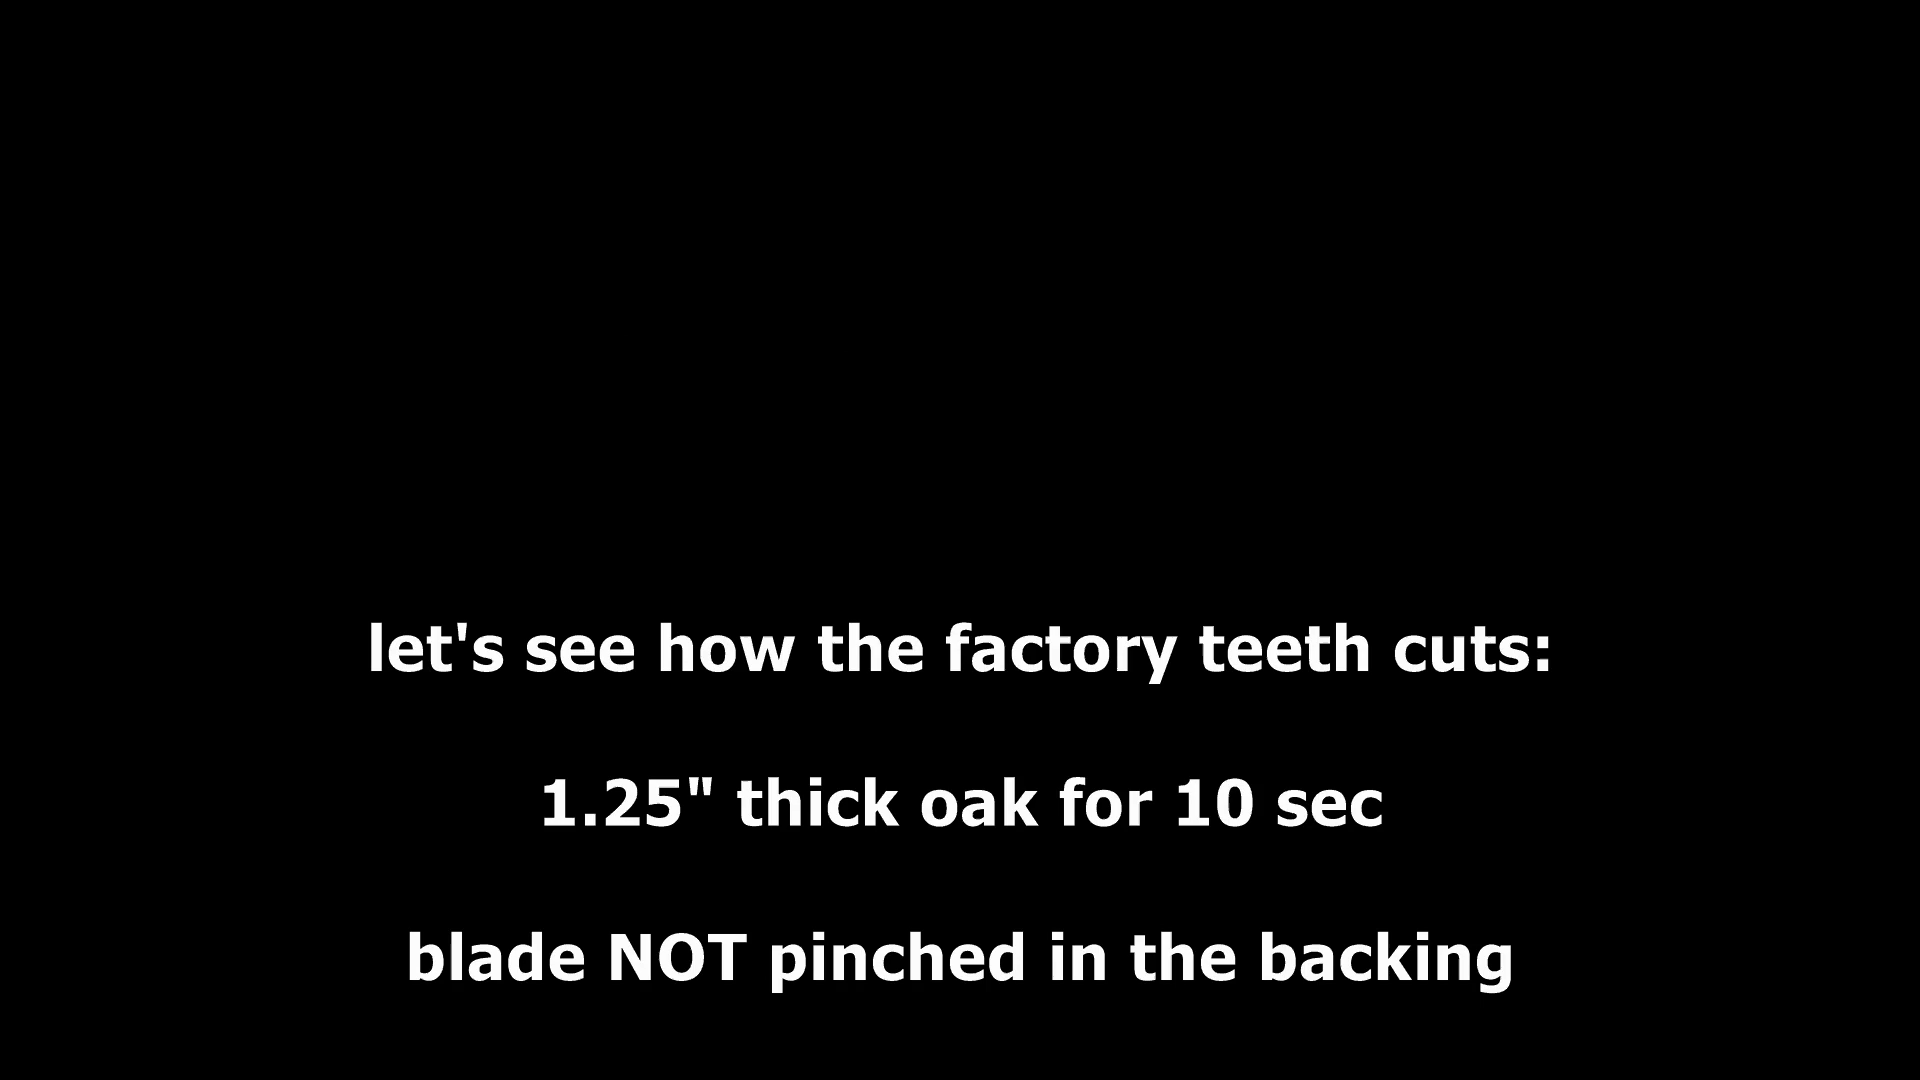 let's see how the factory teeth cuts:
1.25" thick oak for 10 sec
blade NOT pinched in the backing